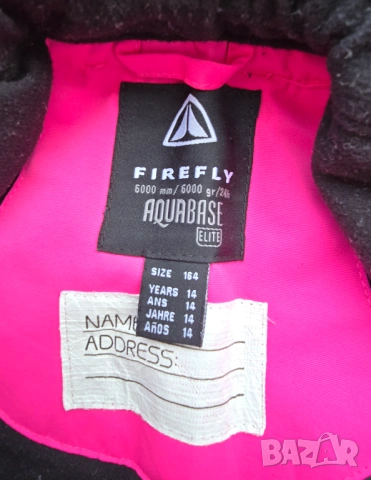 FIREFLY
6000 mm/6000 gr/24h
AQUABASE
ELITE
SIZE 164
YEARS 14
ANS 14
JAHRE 14
AÑOS 14
NAME
ADDRESS:
BAZAR